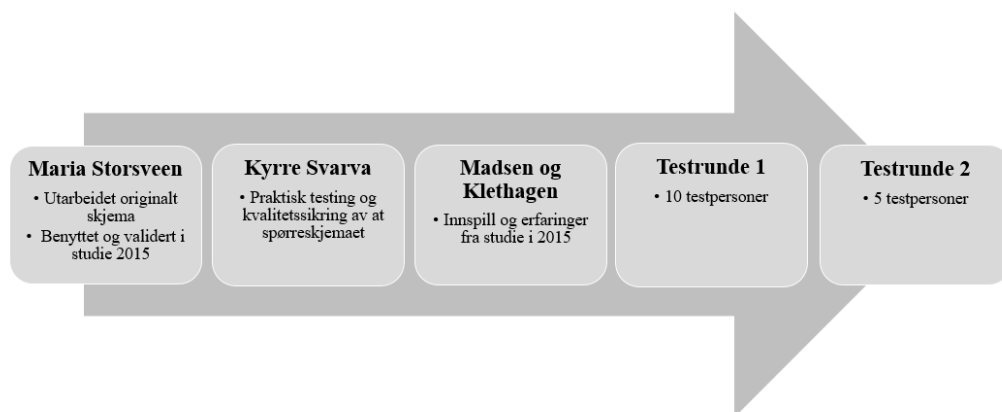 Maria Storsveen
• Utarbeidet originalt
skjema
• Benyttet og validert i
studie 2015
Kyrre Svarva
• Praktisk testing og
kvalitetssikring av at
spørreskjemaet
Madsen og
Klethagen
• Innspill og erfaringer
fra studie i 2015
Testrunde 1
• 10 testpersoner
Testrunde 2
• 5 testpersoner